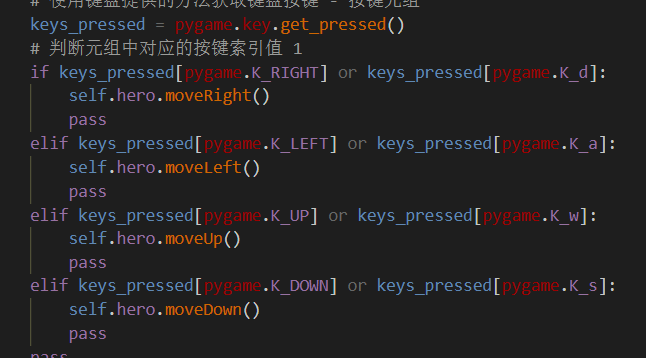 # 使用键盘提供的方法获取键盘按键 - 按键元组
keys_pressed = pygame.key.get_pressed()
# 判断元组中对应的按键索引值 1
if keys_pressed[pygame.K_RIGHT] or keys_pressed[pygame.K_d]:
self.hero.moveRight()
pass
elif keys_pressed[pygame.K_LEFT] or keys_pressed[pygame.K_a]:
self.hero.moveLeft()
pass
elif keys_pressed[pygame.K_UP] or keys_pressed[pygame.K_w]:
self.hero.moveUp()
pass
elif keys_pressed[pygame.K_DOWN] or keys_pressed[pygame.K_s]:
self.hero.moveDown()
pass
pass